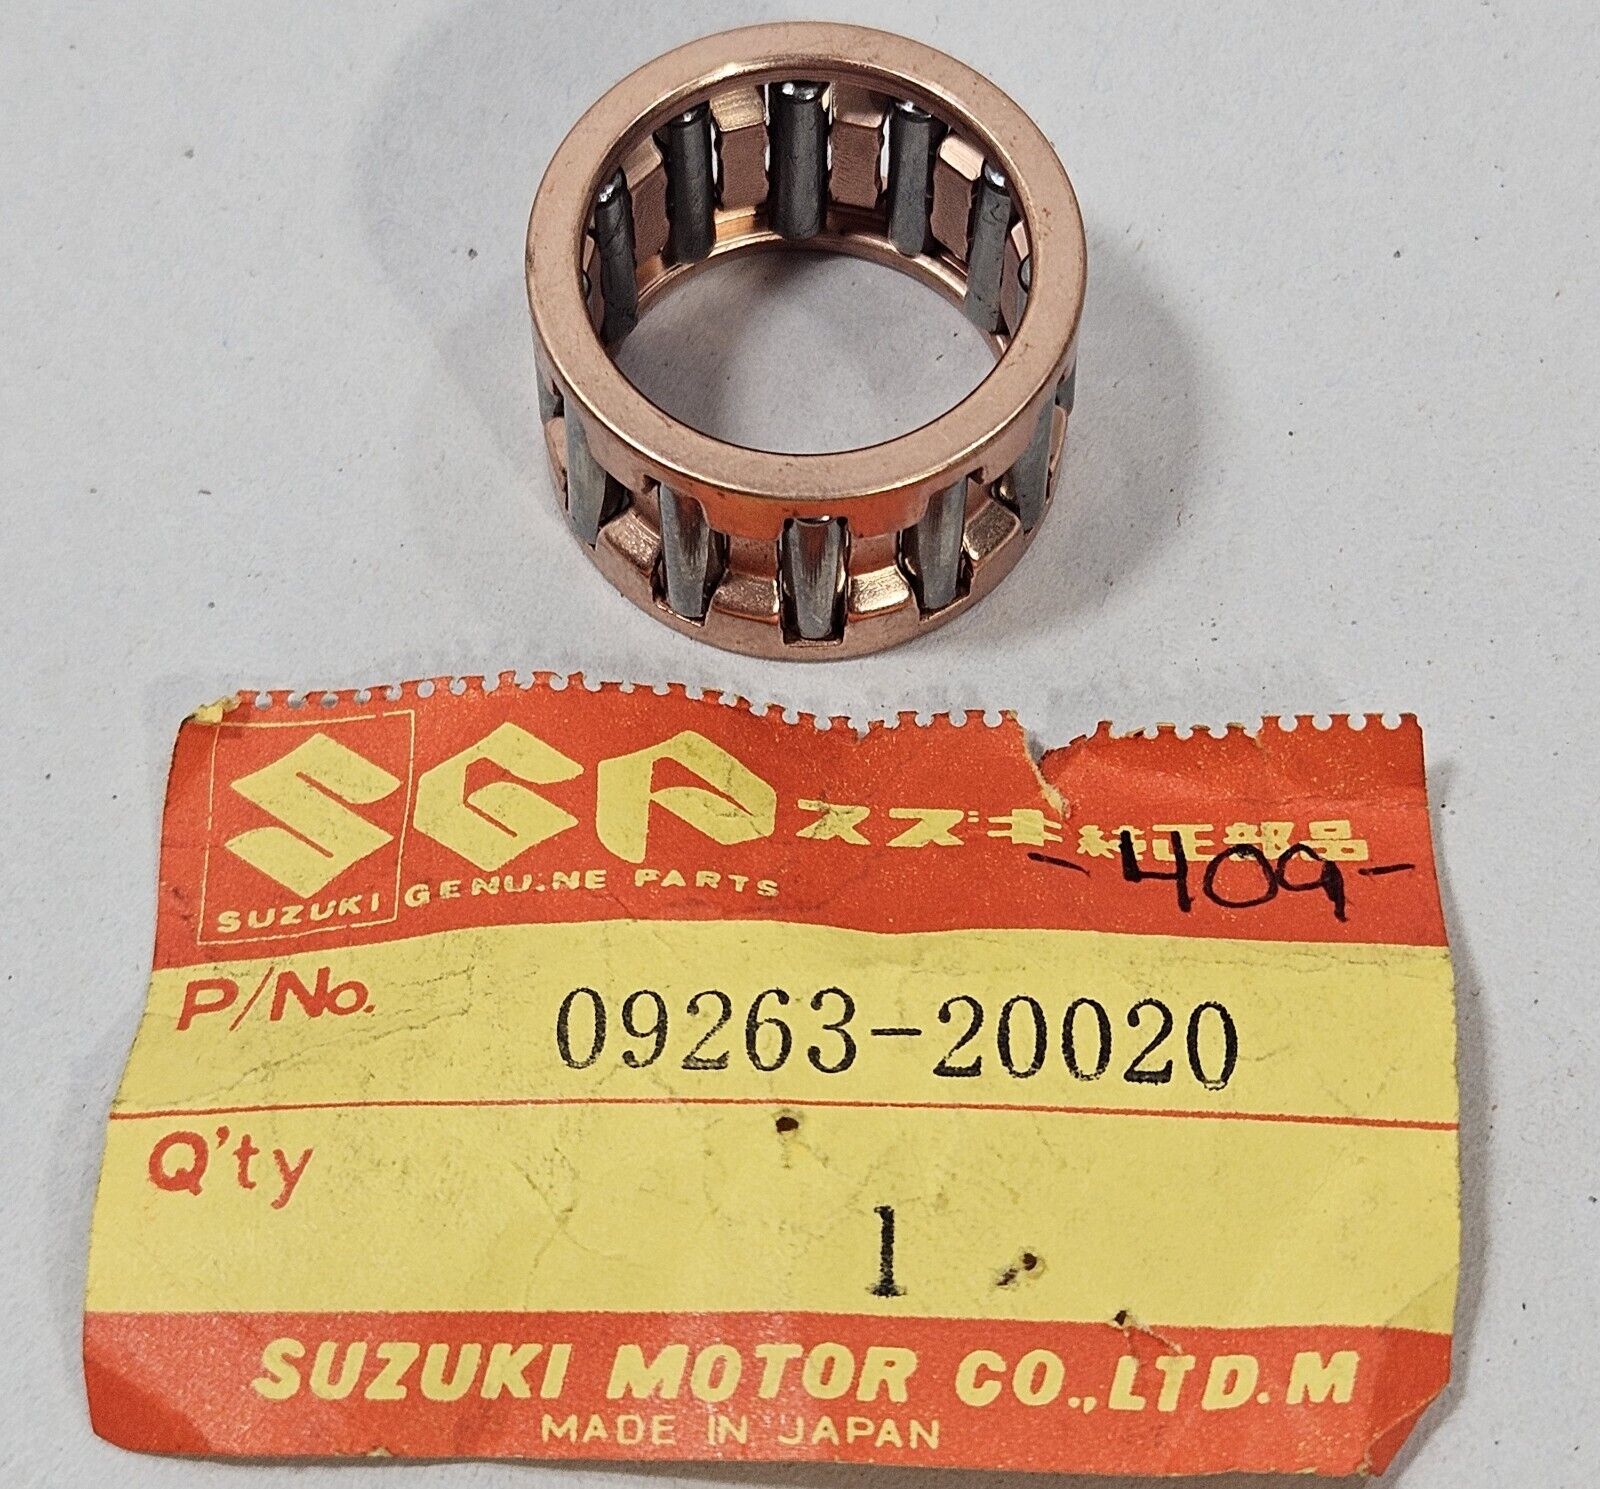 SGP スズキ純正部品
SUZUKI GENUINE PARTS
-409-
P/No. 09263-20020
Q'ty 1
SUZUKI MOTOR CO.,LTD.M
MADE IN JAPAN